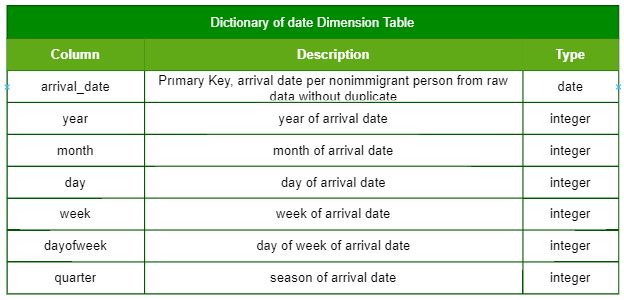 Dictionary of date Dimension Table
Column Description Type
arrival_date Primary Key, arrival date per nonimmigrant person from raw data without duplicate date
year year of arrival date integer
month month of arrival date integer
day day of arrival date integer
week week of arrival date integer
dayofweek day of week of arrival date integer
quarter season of arrival date integer